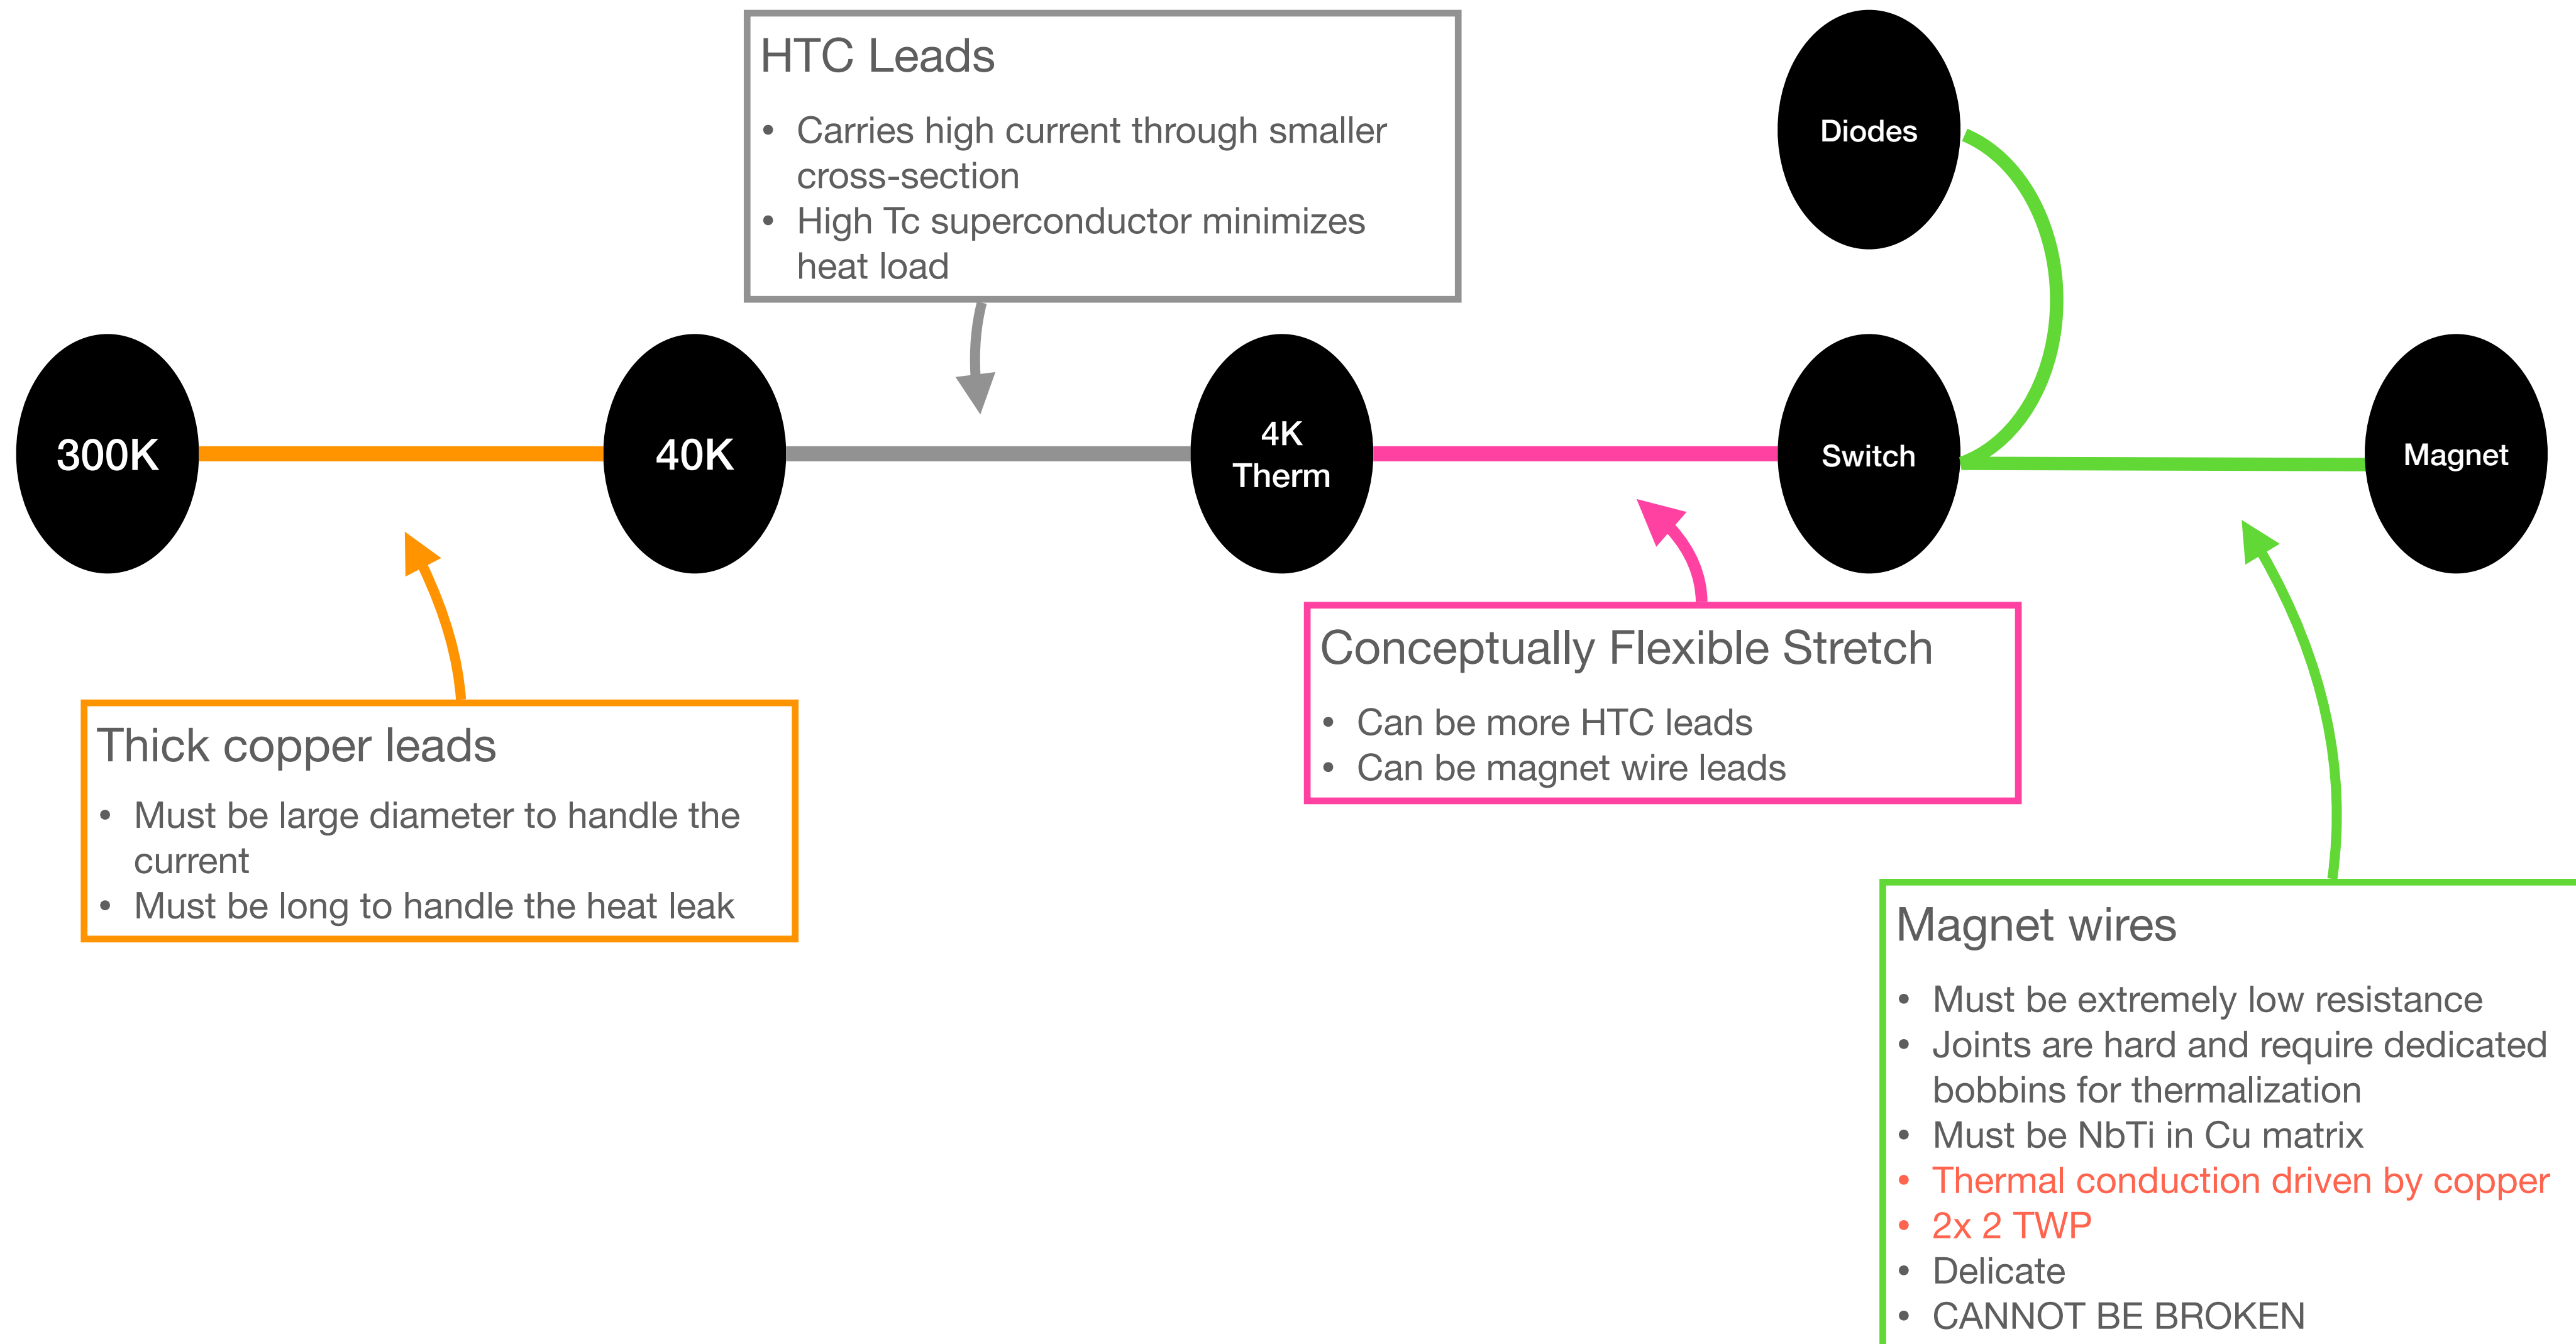 HTC Leads
• Carries high current through smaller
cross-section
• High Tc superconductor minimizes
heat load
Diodes
300K
40K
4K
Therm
Switch
Magnet
Thick copper leads
• Must be large diameter to handle the
current
• Must be long to handle the heat leak
Conceptually Flexible Stretch
• Can be more HTC leads
• Can be magnet wire leads
Magnet wires
• Must be extremely low resistance
• Joints are hard and require dedicated
bobbins for thermalization
• Must be NbTi in Cu matrix
• Thermal conduction driven by copper
• 2x 2 TWP
• Delicate
• CANNOT BE BROKEN